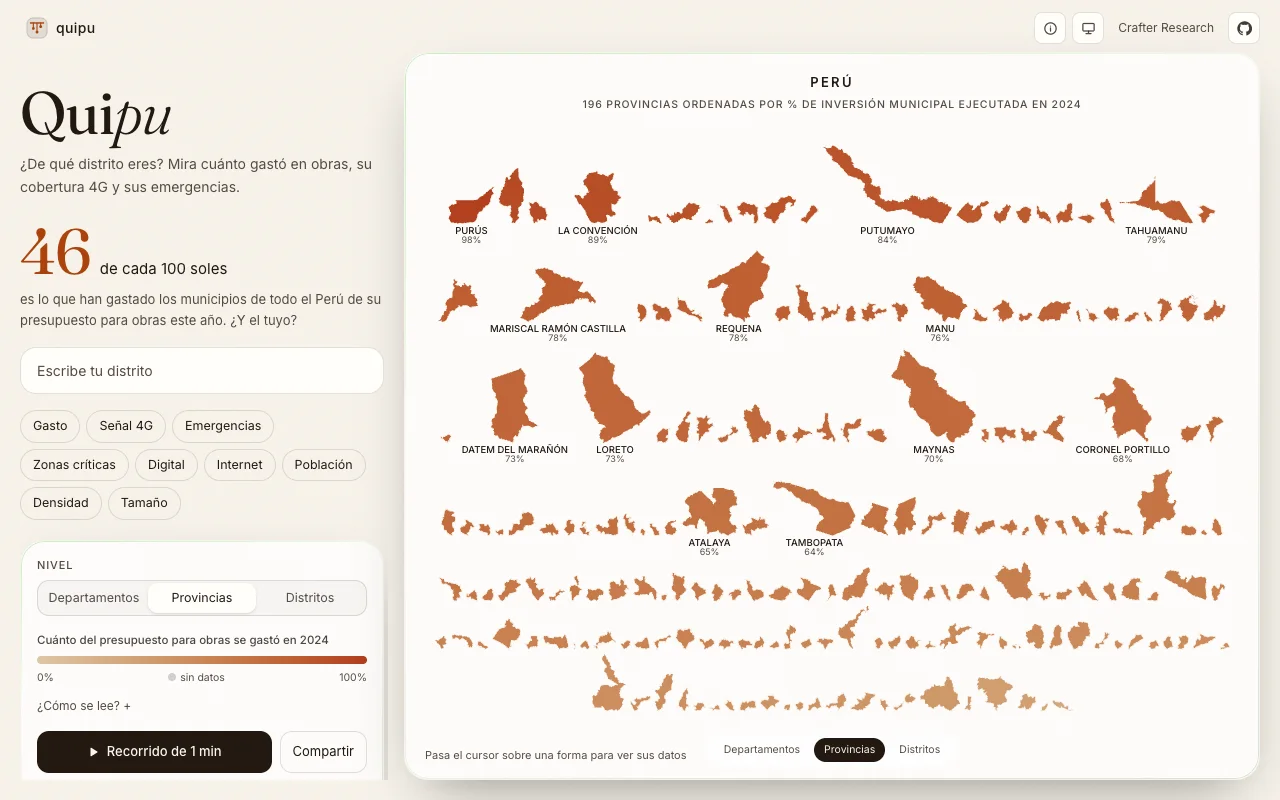 quipu
Crafter Research
Quipu
¿De qué distrito eres? Mira cuánto gastó en obras, su
cobertura 4G y sus emergencias.
46 de cada 100 soles
es lo que han gastado los municipios de todo el Perú de su
presupuesto para obras este año. ¿Y el tuyo?
Escribe tu distrito
Gasto
Señal 4G
Emergencias
Zonas críticas
Digital
Internet
Población
Densidad
Tamaño
NIVEL
Departamentos
Provincias
Distritos
Cuánto del presupuesto para obras se gastó en 2024
0%
sin datos
100%
¿Cómo se lee? +
Recorrido de 1 min
Compartir
PERÚ
196 PROVINCIAS ORDENADAS POR % DE INVERSIÓN MUNICIPAL EJECUTADA EN 2024
PURÚS
98%
LA CONVENCIÓN
89%
PUTUMAYO
84%
TAHUAMANU
79%
MARISCAL RAMÓN CASTILLA
78%
REQUENA
78%
MANU
76%
DATEM DEL MARAÑÓN
73%
LORETO
73%
MAYNAS
70%
CORONEL PORTILLO
68%
ATALAYA
65%
TAMBOPATA
64%
Pasa el cursor sobre una forma para ver sus datos
Departamentos
Provincias
Distritos